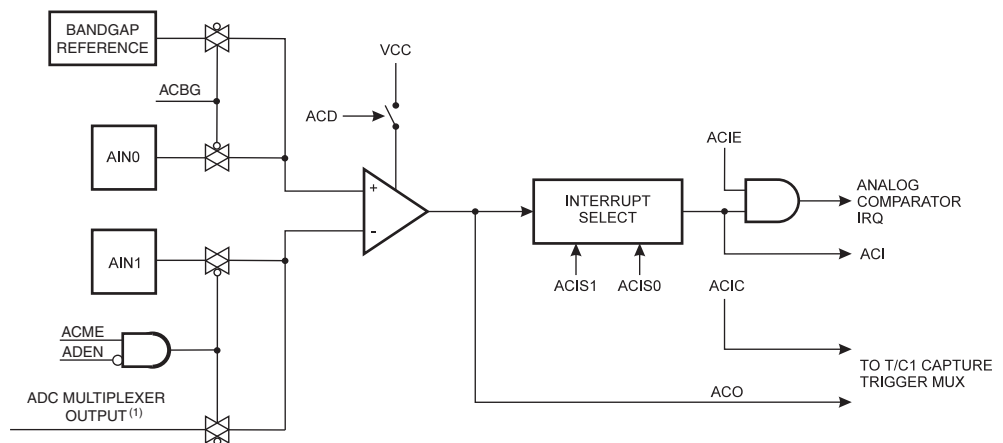 BANDGAP
REFERENCE
ACBG
AIN0
AIN1
ACME
ADEN
ADC MULTIPLEXER
OUTPUT (1)
VCC
ACD
+
-
INTERRUPT
SELECT
ACIS1 ACIS0
ACIE
ANALOG
COMPARATOR
IRQ
ACI
ACIC
TO T/C1 CAPTURE
TRIGGER MUX
ACO